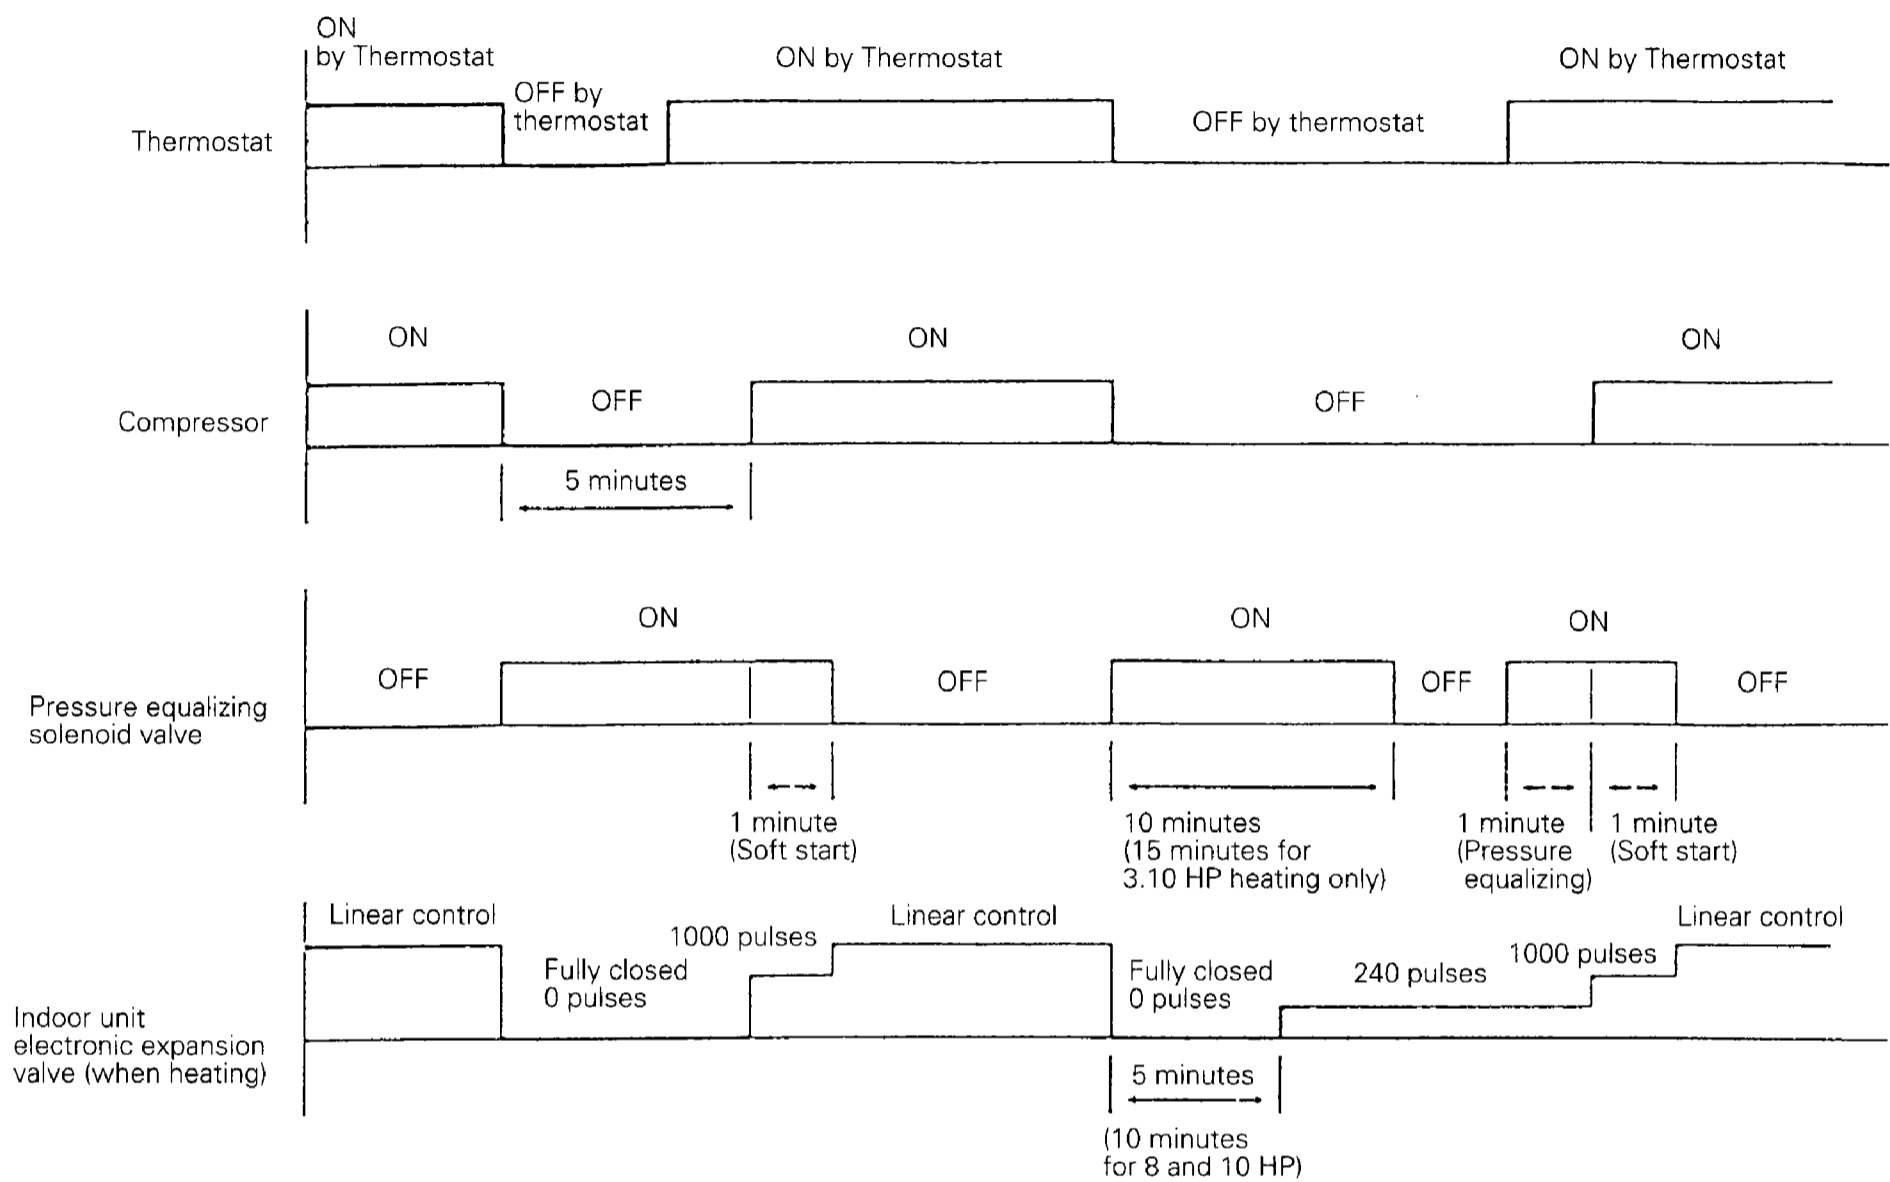 ON
by Thermostat
OFF by
thermostat
ON by Thermostat
OFF by thermostat
ON by Thermostat
Thermostat
ON
OFF
ON
OFF
ON
Compressor
5 minutes
OFF
ON
OFF
ON
OFF
ON
OFF
Pressure equalizing
solenoid valve
1 minute
(Soft start)
10 minutes
(15 minutes for
3.10 HP heating only)
1 minute
(Pressure
equalizing)
1 minute
(Soft start)
Linear control
Fully closed
0 pulses
1000 pulses
Linear control
Fully closed
0 pulses
240 pulses
1000 pulses
Linear control
Indoor unit
electronic expansion
valve (when heating)
5 minutes
(10 minutes
for 8 and 10 HP)